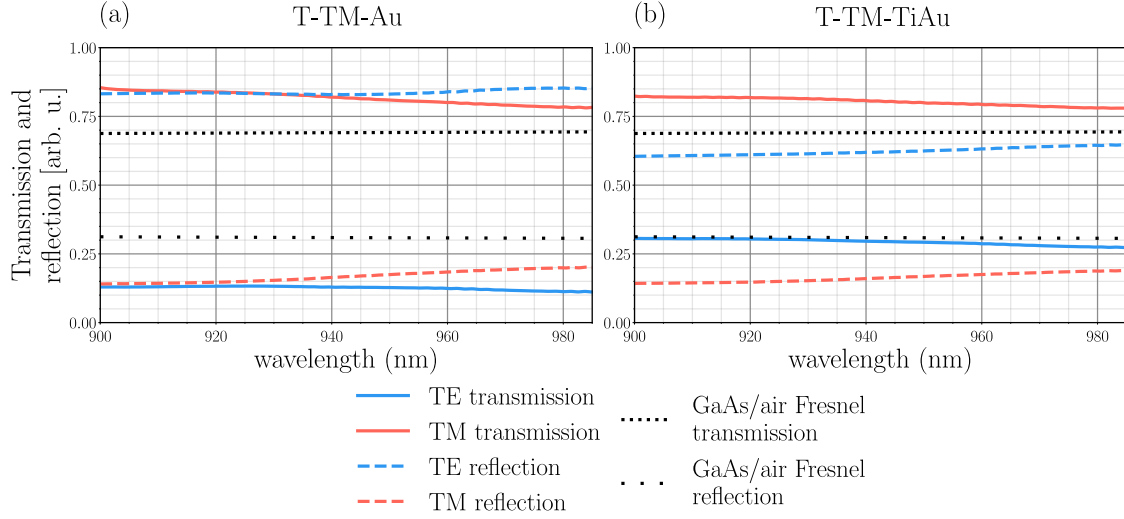 (a)
T-TM-Au
(b)
T-TM-TiAu
Transmission and
reflection [arb. u.]
1.00
0.75
0.50
0.25
0.00
900
920
940
960
980
wavelength (nm)
1.00
0.75
0.50
0.25
0.00
900
920
940
960
980
wavelength (nm)
TE transmission
TM transmission
TE reflection
TM reflection
GaAs/air Fresnel
transmission
GaAs/air Fresnel
reflection